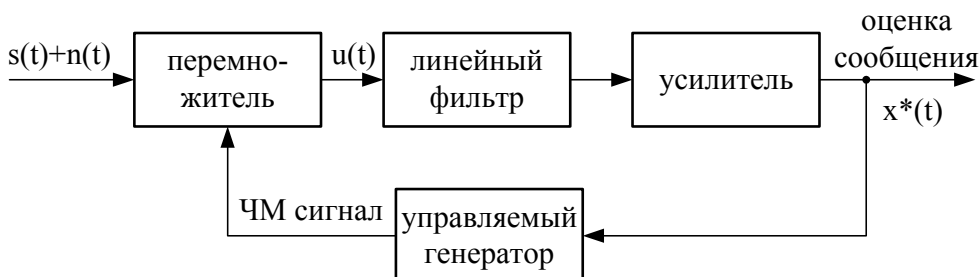 s(t)+n(t)
перемно-
житель
u(t)
линейный
фильтр
усилитель
оценка
сообщения
x*(t)
ЧМ сигнал
управляемый
генератор